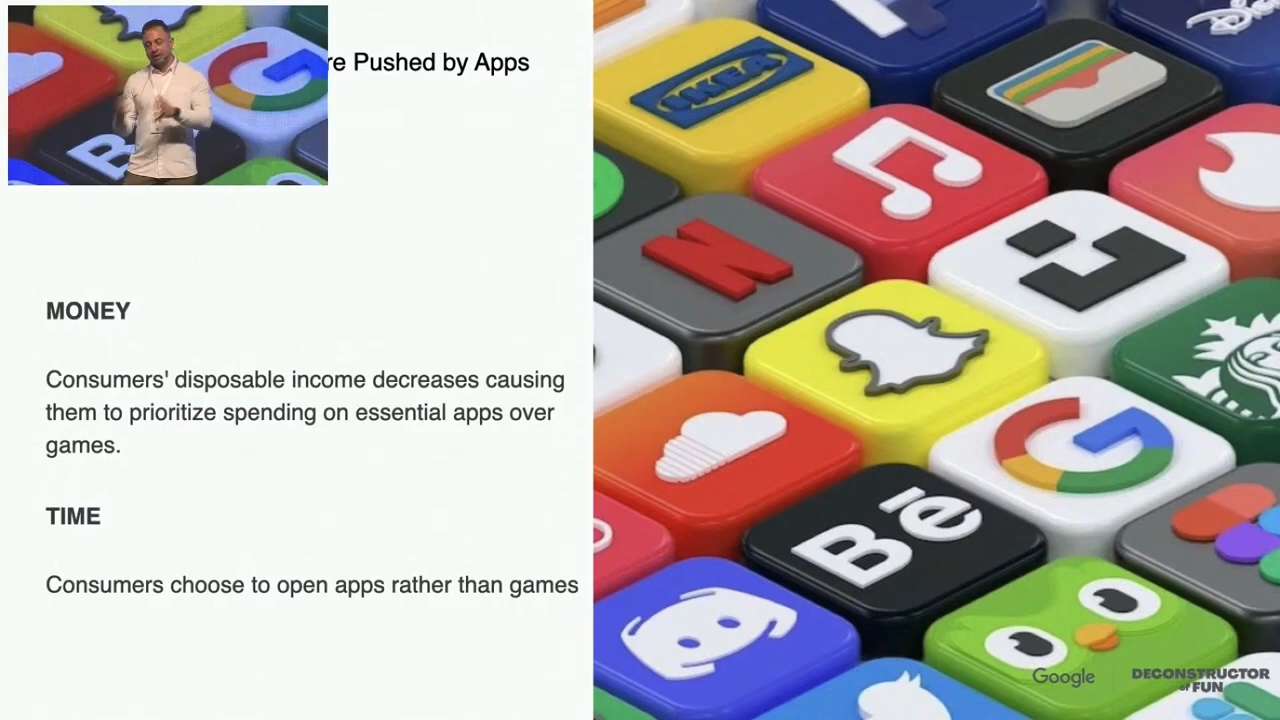 re Pushed by Apps
MONEY
Consumers' disposable income decreases causing
them to prioritize spending on essential apps over
games.
TIME
Consumers choose to open apps rather than games
IKEA
N
G
Bē
B
G
Google
DECONSTRUCTOR
of FUN